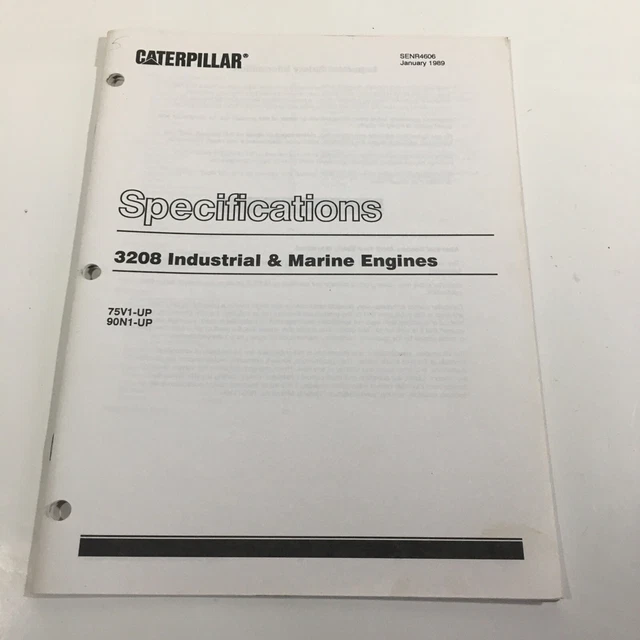 CATERPILLAR®
SENR4606
January 1989
Specifications
3208 Industrial & Marine Engines
75V1-UP
90N1-UP